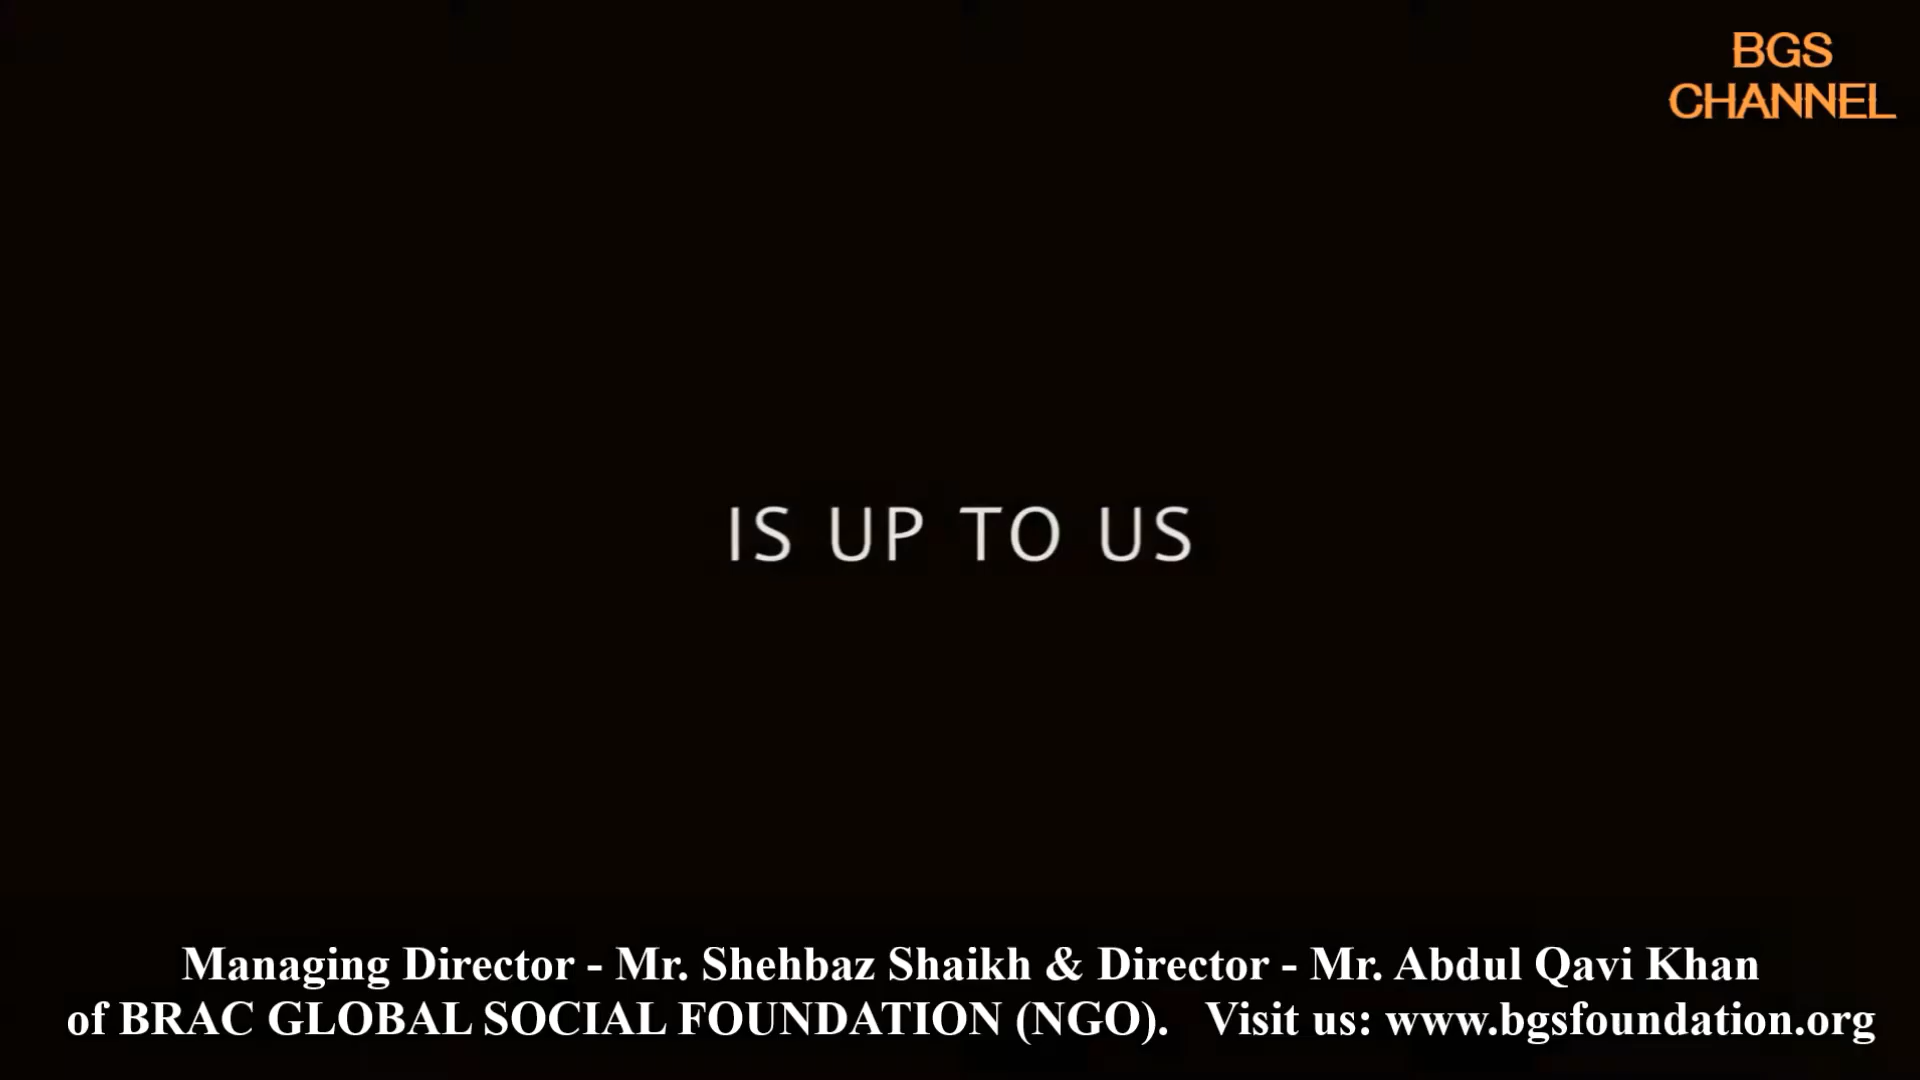 BGS
CHANNEL
IS UP TO US
Managing Director - Mr. Shehbaz Shaikh & Director - Mr. Abdul Qavi Khan
of BRAC GLOBAL SOCIAL FOUNDATION (NGO).   Visit us: www.bgsfoundation.org